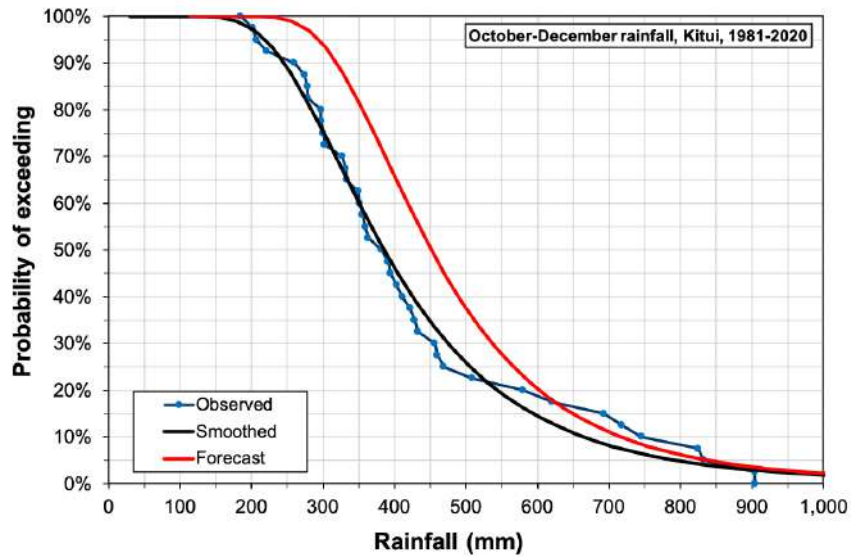 October-December rainfall, Kitui, 1981-2020
Probability of exceeding
100%
90%
80%
70%
60%
50%
40%
30%
20%
10%
0%
Observed
Smoothed
Forecast
0 100 200 300 400 500 600 700 800 900 1,000
Rainfall (mm)